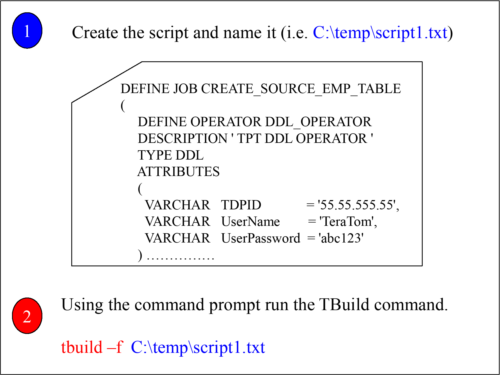 1 Create the script and name it (i.e. C:\temp\script1.txt)
DEFINE JOB CREATE_SOURCE_EMP_TABLE
(
DEFINE OPERATOR DDL_OPERATOR
DESCRIPTION ' TPT DDL OPERATOR '
TYPE DDL
ATTRIBUTES
(
VARCHAR TDPID = '55.55.555.55',
VARCHAR UserName = 'TeraTom',
VARCHAR UserPassword = 'abc123'
) ……………
2 Using the command prompt run the TBuild command.
tbuild –f C:\temp\script1.txt